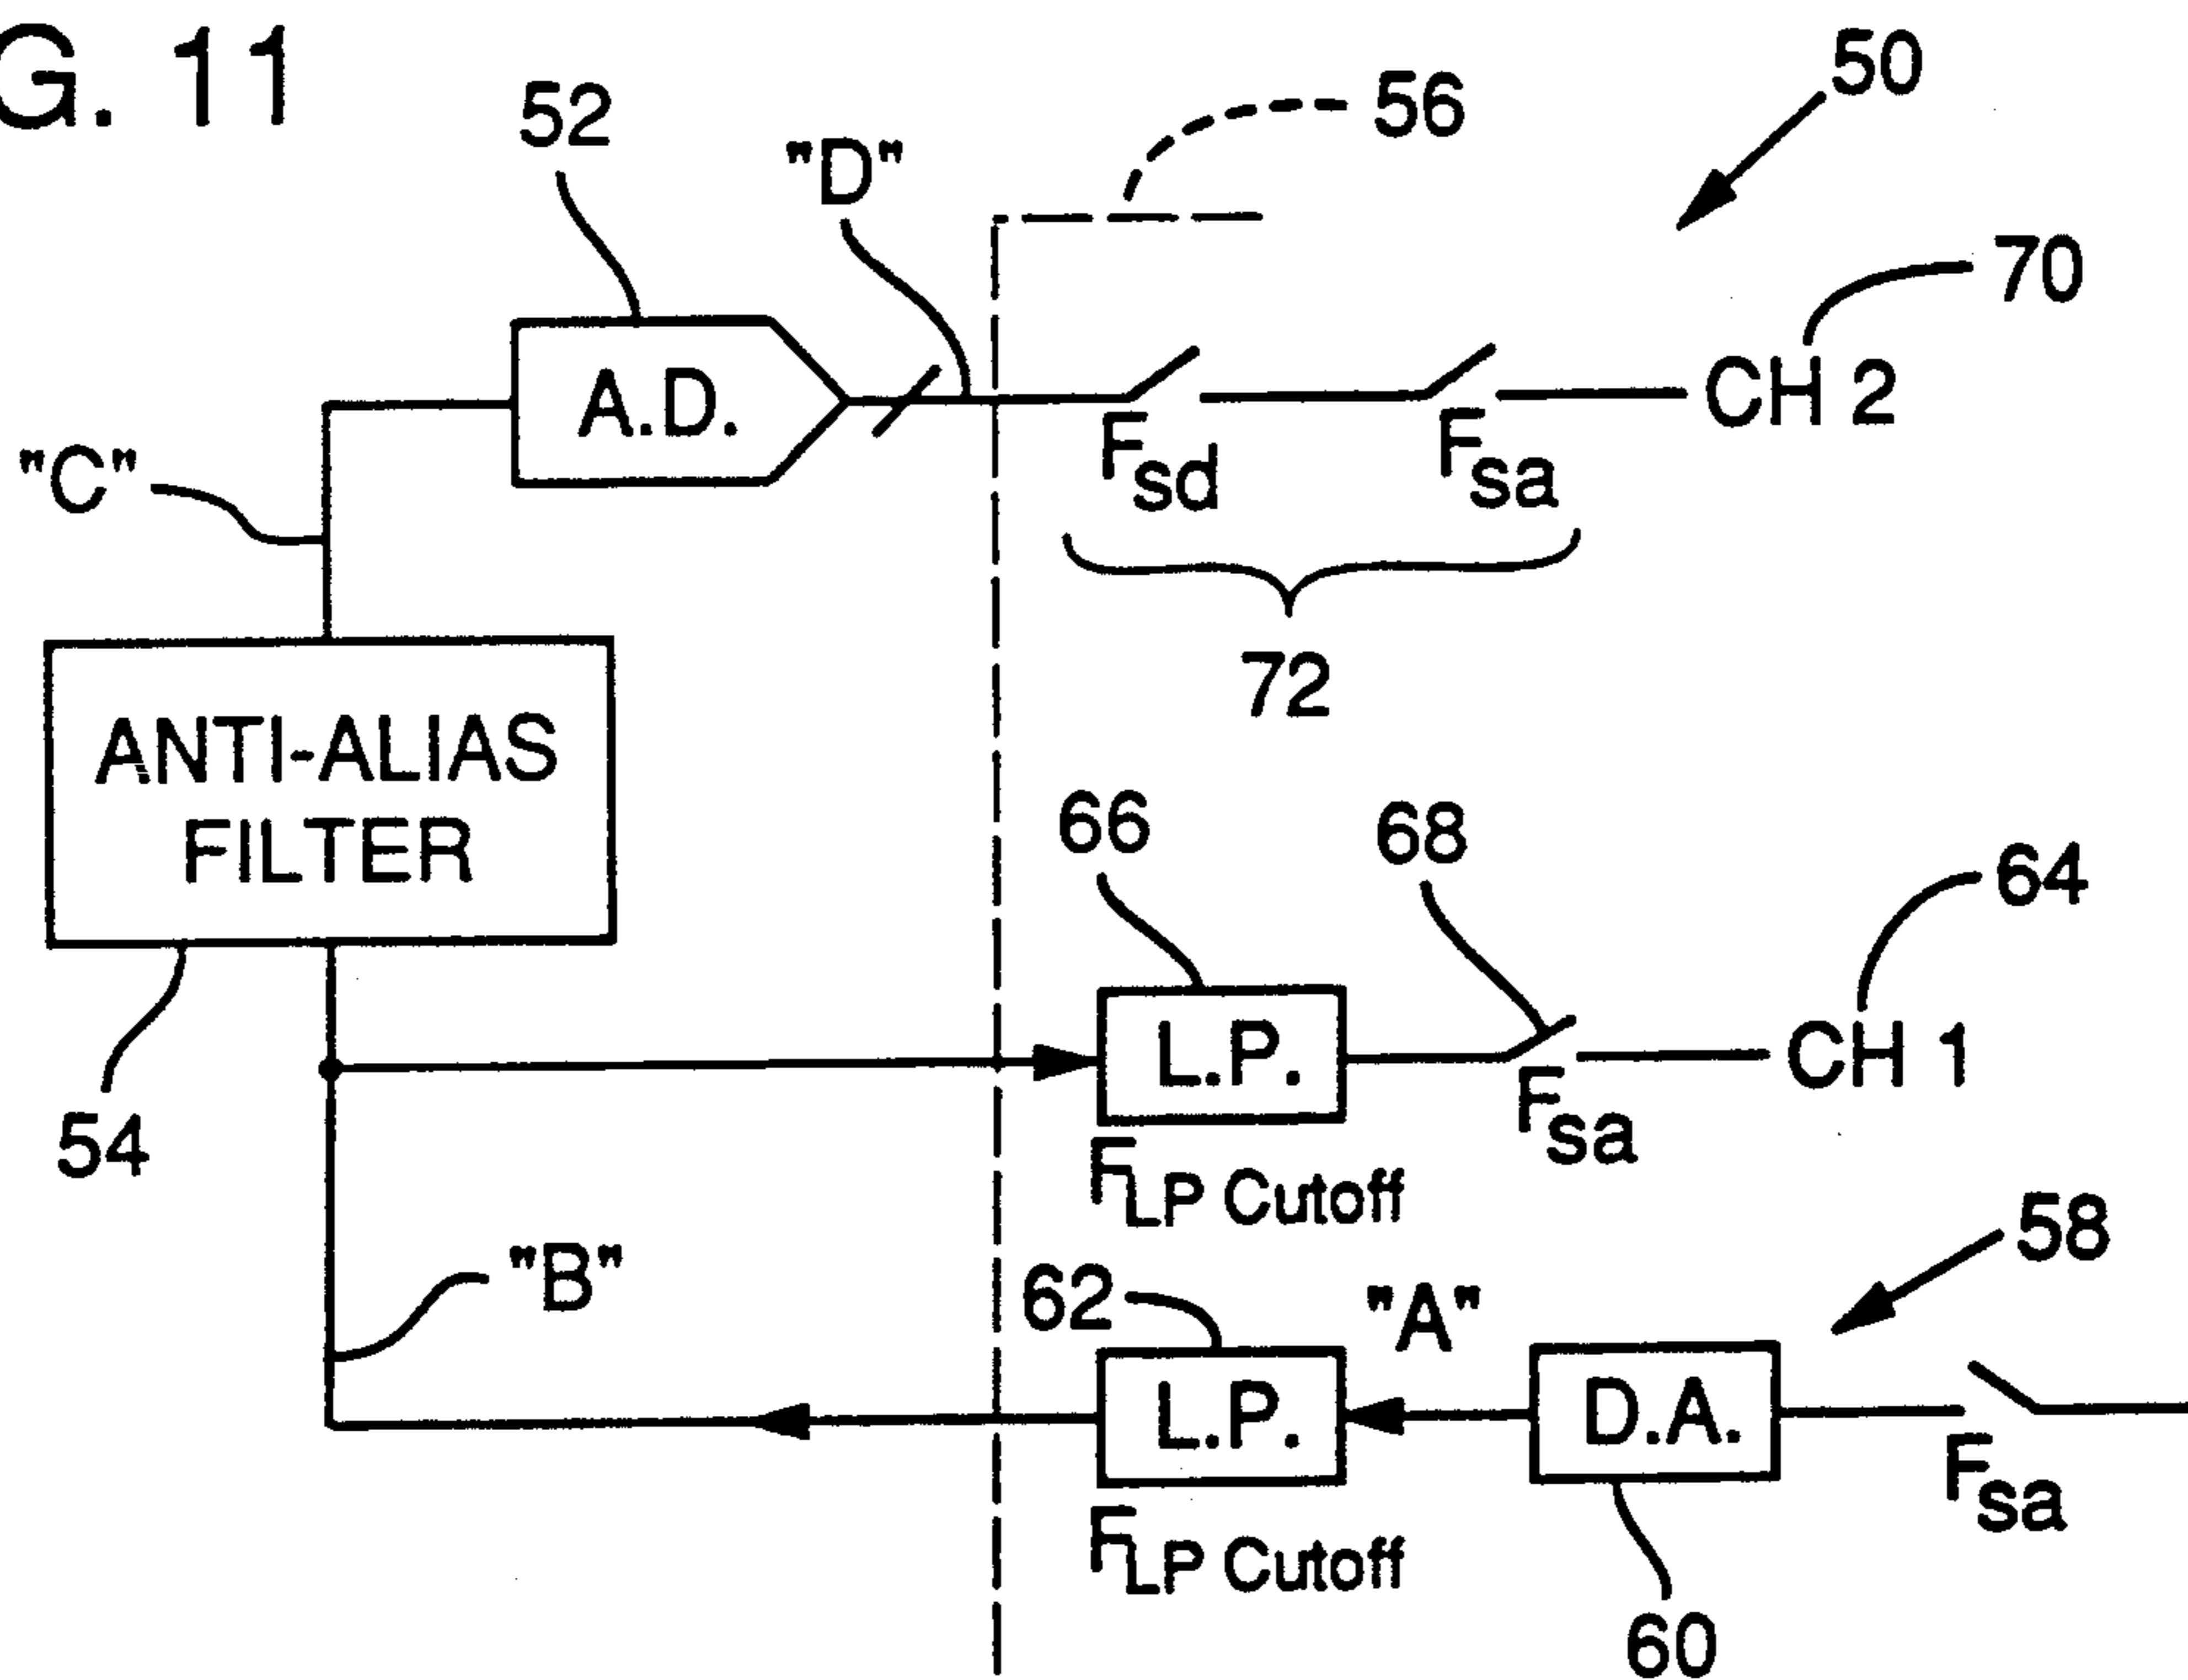 G. 11
50
52
56
"D"
70
A.D.
CH 2
Fsd
Fsa
"C"
72
ANTI-ALIAS
FILTER
66
68
64
L.P.
CH 1
Fsa
54
FLP Cutoff
58
"B"
62
"A"
L.P.
D.A.
Fsa
FLP Cutoff
60